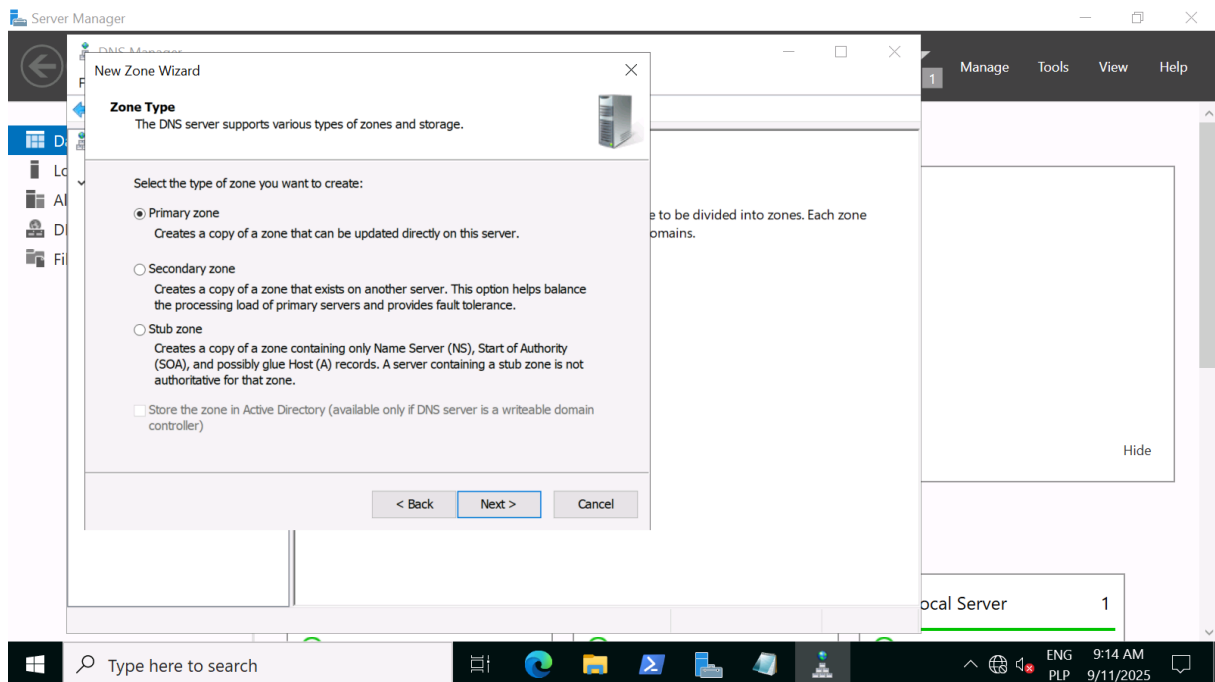 Server Manager
DNS Manager
New Zone Wizard
1
Manage
Tools
View
Help
Zone Type
The DNS server supports various types of zones and storage.
Select the type of zone you want to create:
Primary zone
Creates a copy of a zone that can be updated directly on this server.
Secondary zone
Creates a copy of a zone that exists on another server. This option helps balance
the processing load of primary servers and provides fault tolerance.
Stub zone
Creates a copy of a zone containing only Name Server (NS), Start of Authority
(SOA), and possibly glue Host (A) records. A server containing a stub zone is not
authoritative for that zone.
Store the zone in Active Directory (available only if DNS server is a writeable domain
controller)
< Back
Next >
Cancel
e to be divided into zones. Each zone
omains.
Hide
ocal Server
1
Type here to search
ENG
PLP
9:14 AM
9/11/2025